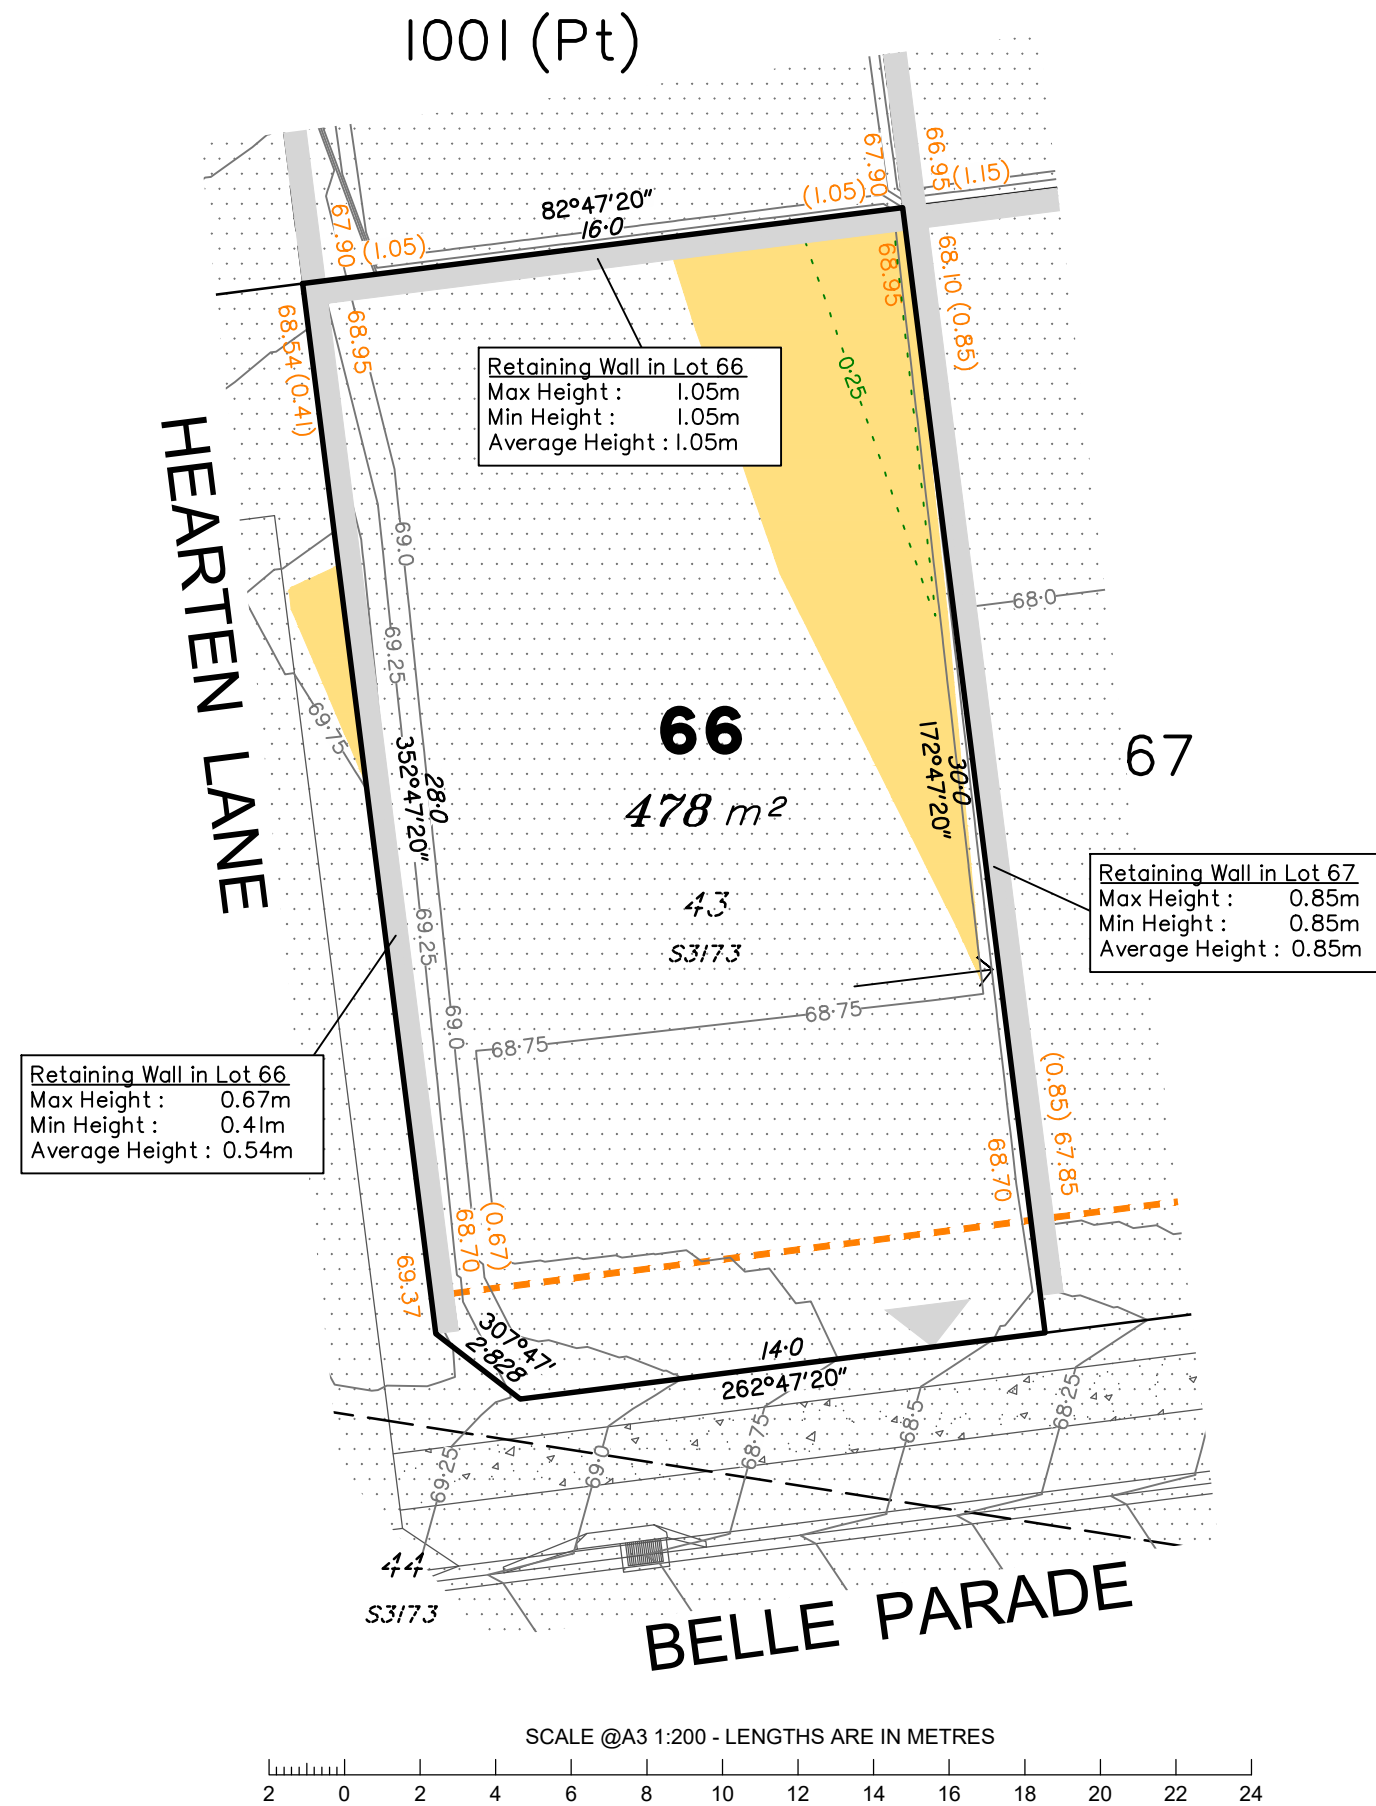 1001 (Pt)
67.90
66.95
(1.15)
(1.05)
82°47'20"
16·0
67.90
(1.05)
68.95
68.10 (0.85)
68.54 (0.41)
68.95
Retaining Wall in Lot 66
Max Height : 1.05m
Min Height : 1.05m
Average Height : 1.05m
0·25
HEARTEN LANE
69.0
69.25
68·0
69·75
66
67
478 m²
352°47'20"
28·0
172°47'20"
30·0
43
S3173
Retaining Wall in Lot 67
Max Height : 0.85m
Min Height : 0.85m
Average Height : 0.85m
69.25
69.0
68·75
68·75
Retaining Wall in Lot 66
Max Height : 0.67m
Min Height : 0.41m
Average Height : 0.54m
(0.85) 67.85
68.70
68.70
(0.67)
69.37
307°47'
2·828
14·0
262°47'20"
69·25
69·0
68·75
68·5
68·25
44
S3173
BELLE PARADE
SCALE @A3 1:200 - LENGTHS ARE IN METRES
2 0 2 4 6 8 10 12 14 16 18 20 22 24